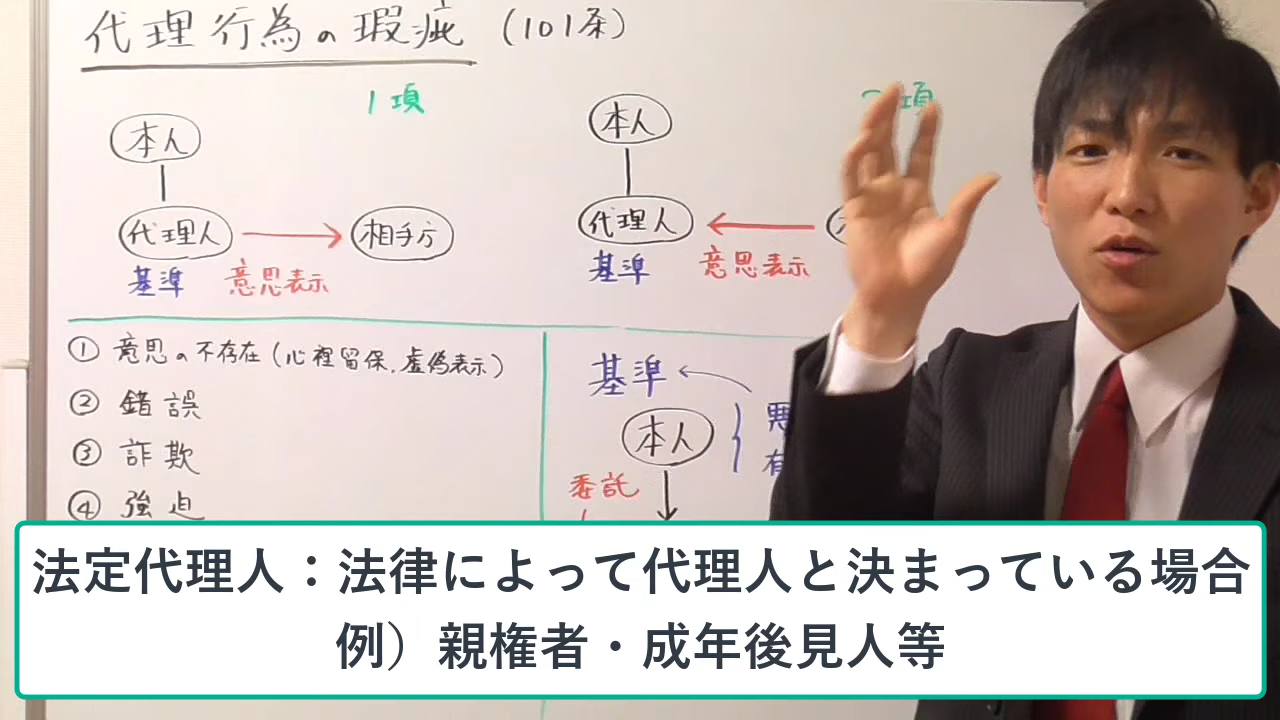 代理行為の瑕疵 (101条)
1項
本人
代理人
相手方
基準
意思表示
項
本人
代理人
基準
意思表示
① 意思の不存在(心裡留保、虚偽表示)
② 錯誤
③ 詐欺
④ 強迫
基準
本人
委託
法定代理人：法律によって代理人と決まっている場合
例）親権者・成年後見人等